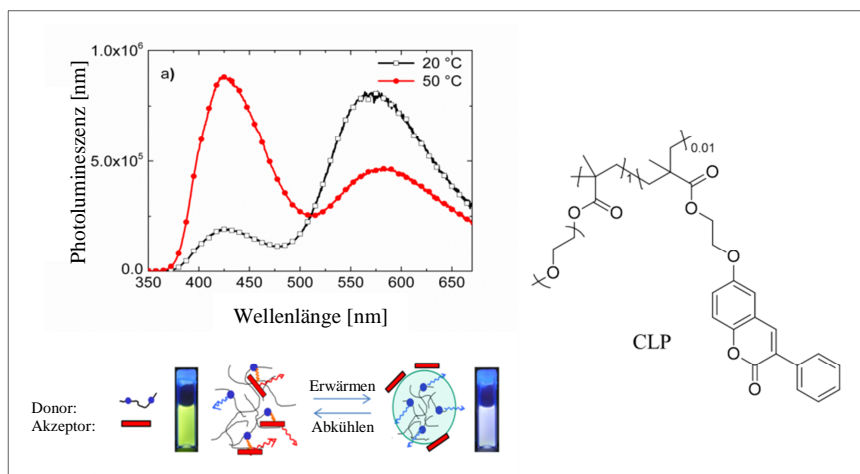 1.0x10⁶
a)
20 °C
50 °C
Photolumineszenz [nm]
5.0x10⁵
0.0
350 400 450 500 550 600 650
Wellenlänge [nm]
0.01
1
O
O
O
O
O
O
O
O
CLP
Donor:
Akzeptor:
Erwärmen
Abkühlen